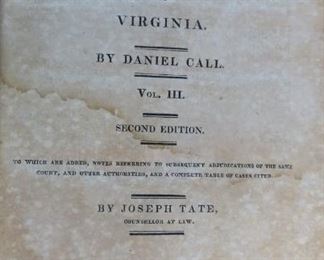 VIRGINIA.
BY DANIEL CALL.
VOL. III.
SECOND EDITION.
TO WHICH ARE ADDED, NOTES REFERRING TO SUBSEQUENT ADJUDICATIONS OF THE SAME
COURT, AND OTHER AUTHORITIES, AND A COMPLETE TABLE OF CASES CITED.
BY JOSEPH TATE,
COUNSELLOR AT LAW.